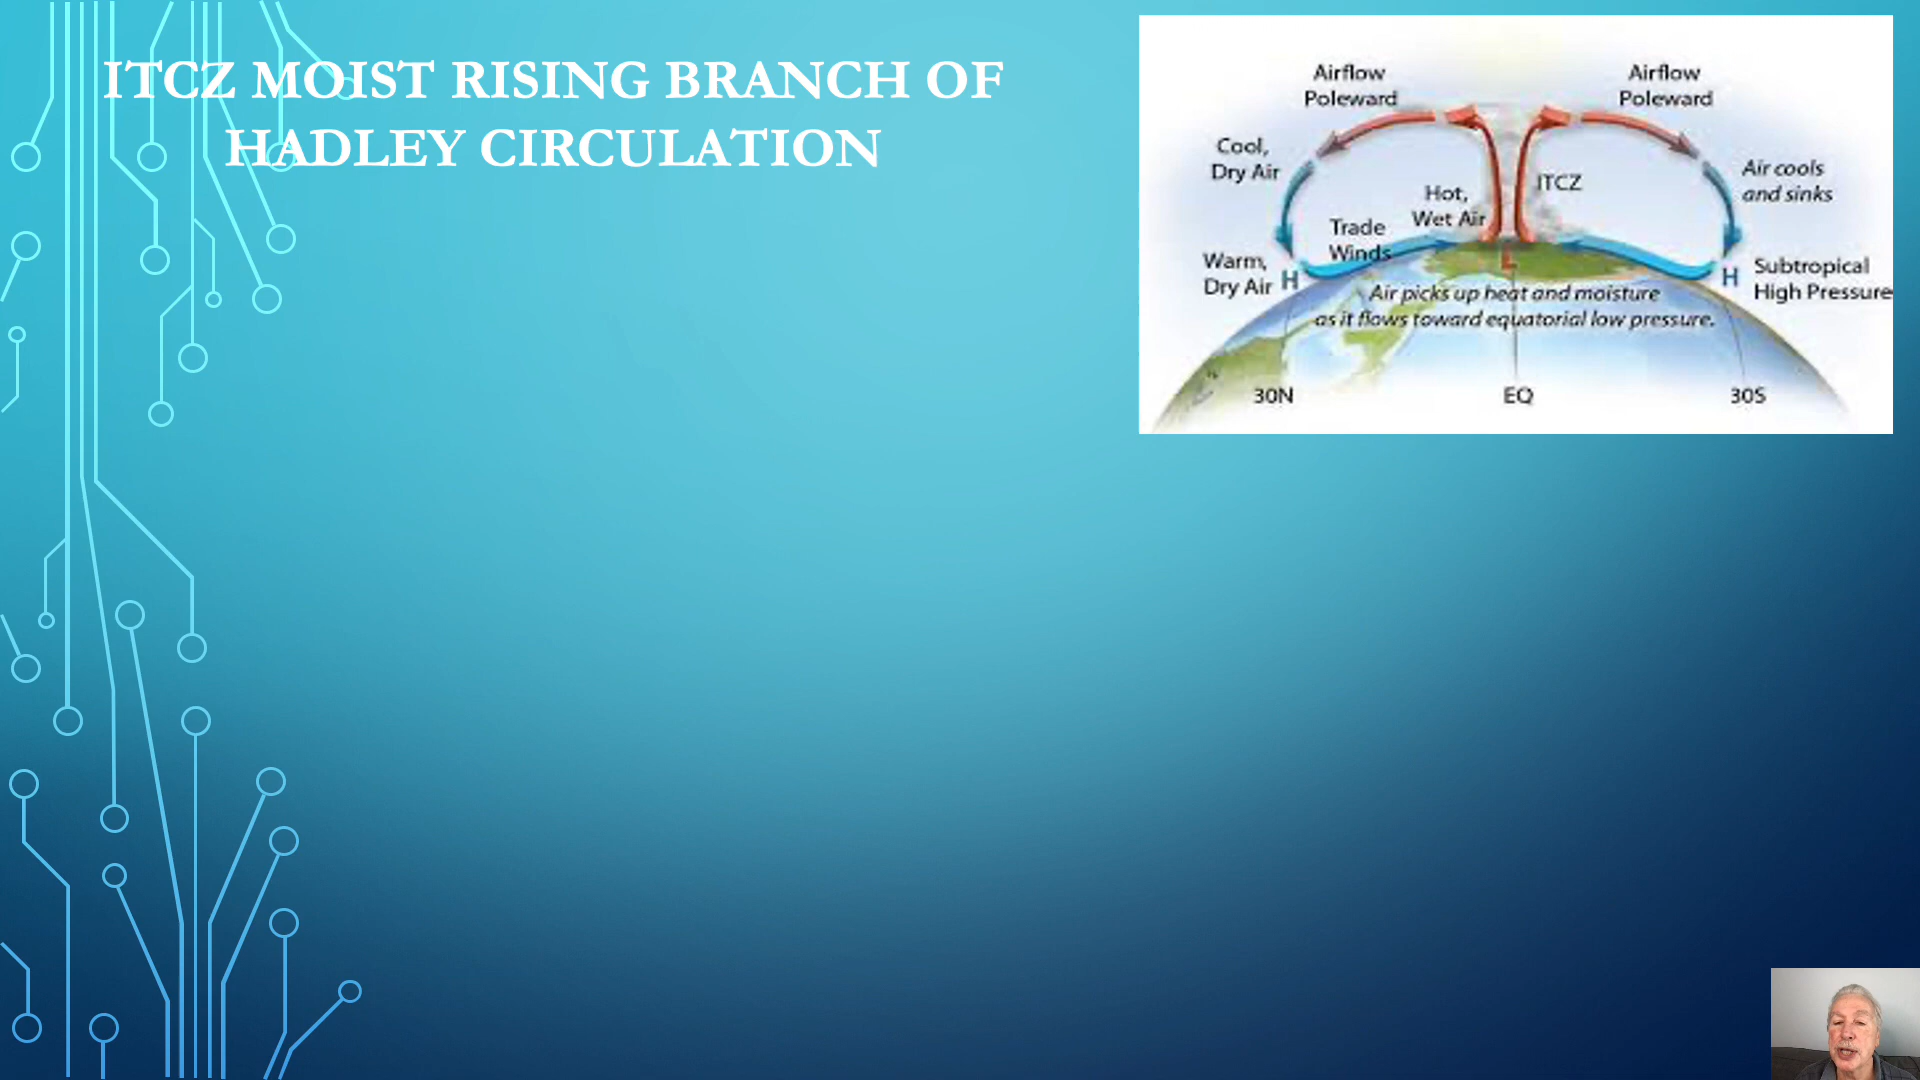 ITCZ MOIST RISING BRANCH OF
HADLEY CIRCULATION
Airflow
Poleward
Airflow
Poleward
Cool,
Dry Air
Air cools
and sinks
Hot,
Wet Air
ITCZ
Trade
Winds
Warm,
Dry Air
H
L
H
Subtropical
High Pressure
Air picks up heat and moisture
as it flows toward equatorial low pressure.
30N
EQ
30S